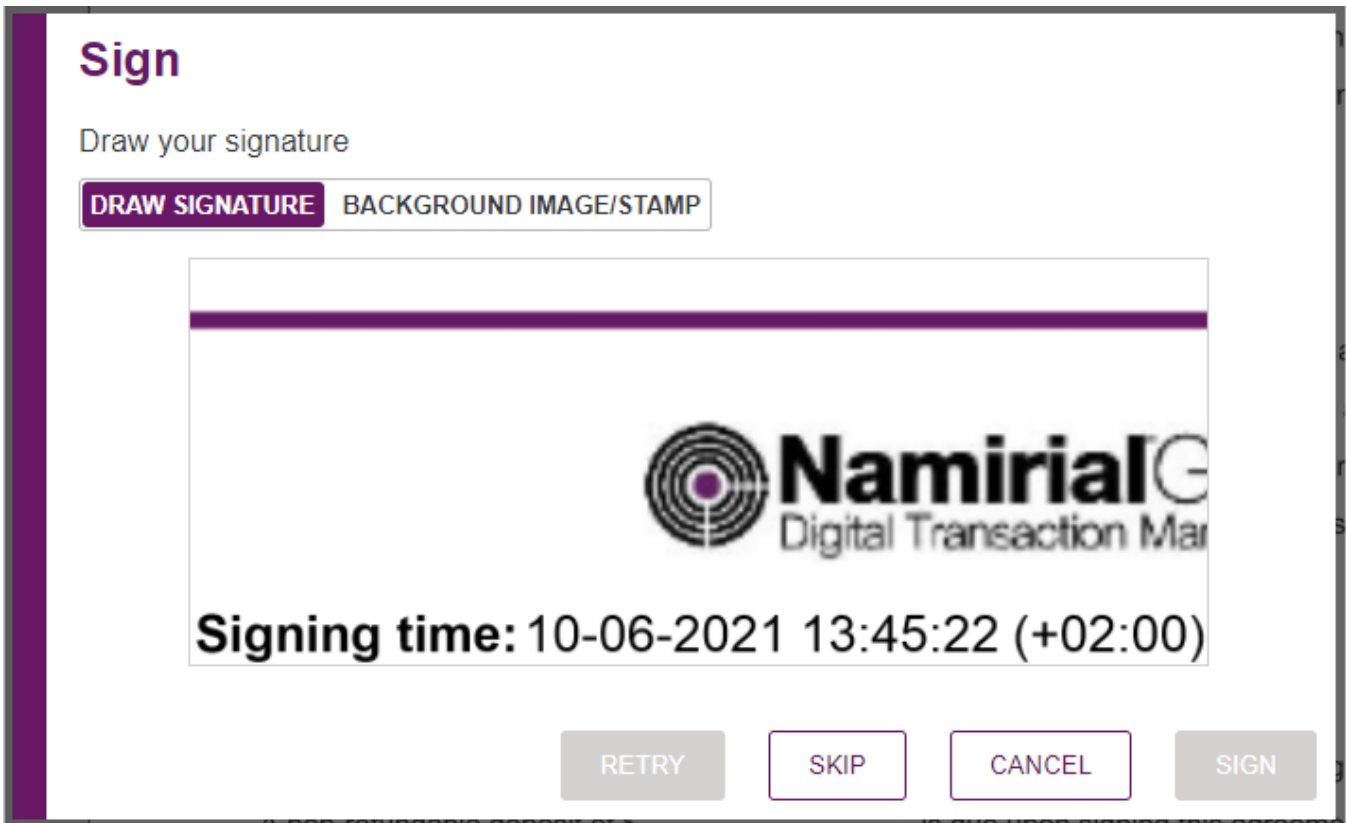 Sign
Draw your signature
DRAW SIGNATURE BACKGROUND IMAGE/STAMP
Namirial G
Digital Transaction Mar
Signing time: 10-06-2021 13:45:22 (+02:00)
RETRY SKIP CANCEL SIGN